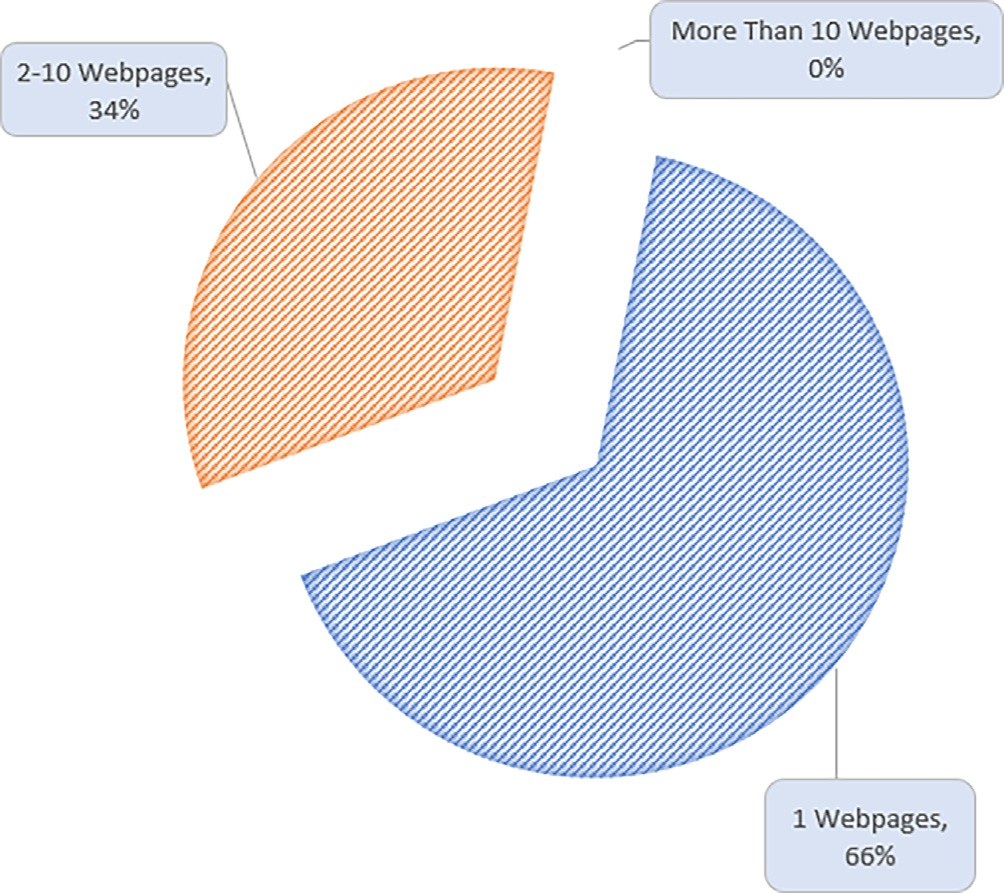 More Than 10 Webpages,
0%
2-10 Webpages,
34%
1 Webpages,
66%